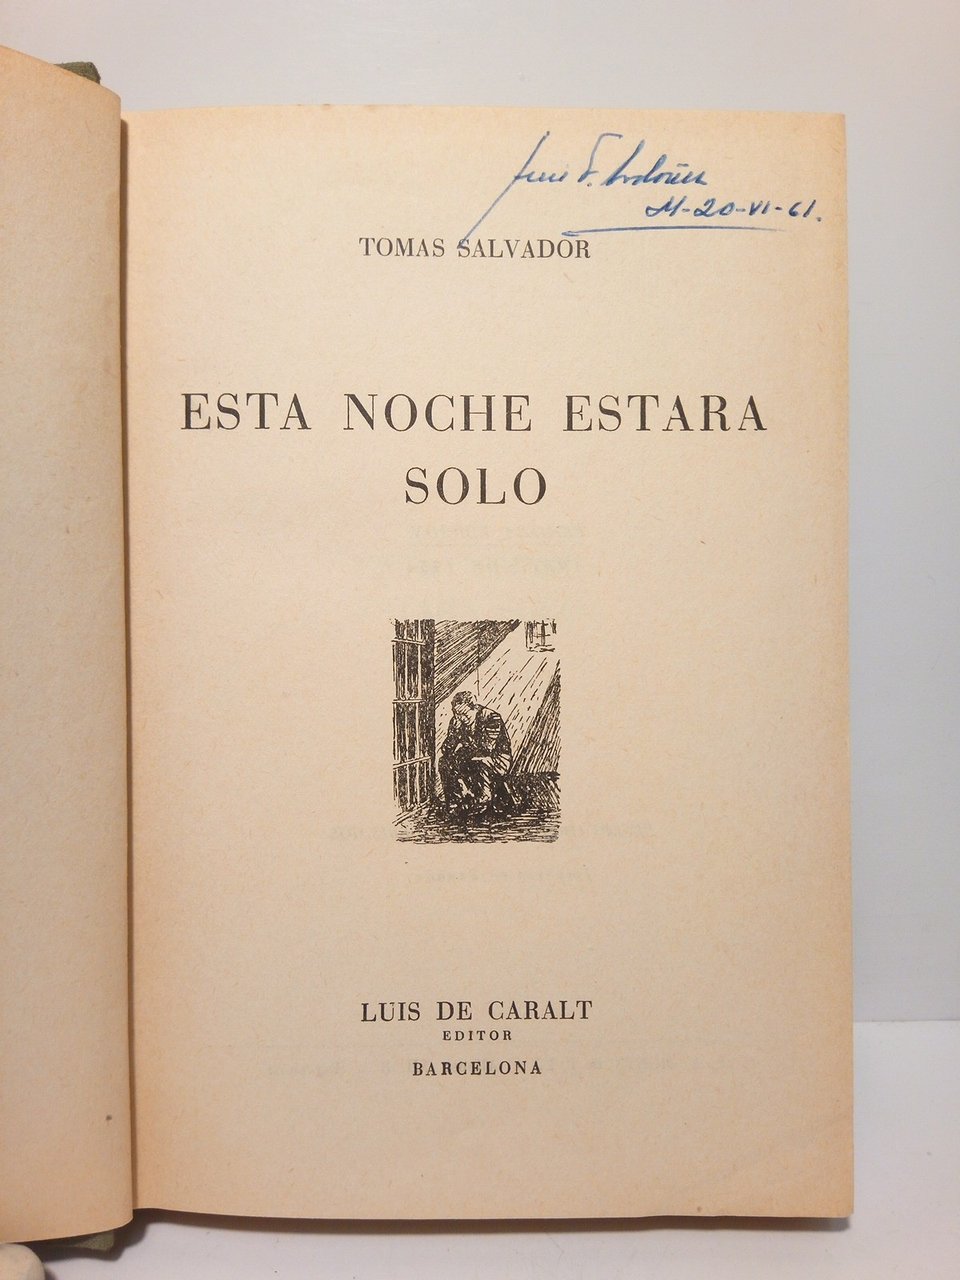 M-20-VI-61.
TOMAS SALVADOR
ESTA NOCHE ESTARA
SOLO
LUIS DE CARALT
EDITOR
BARCELONA